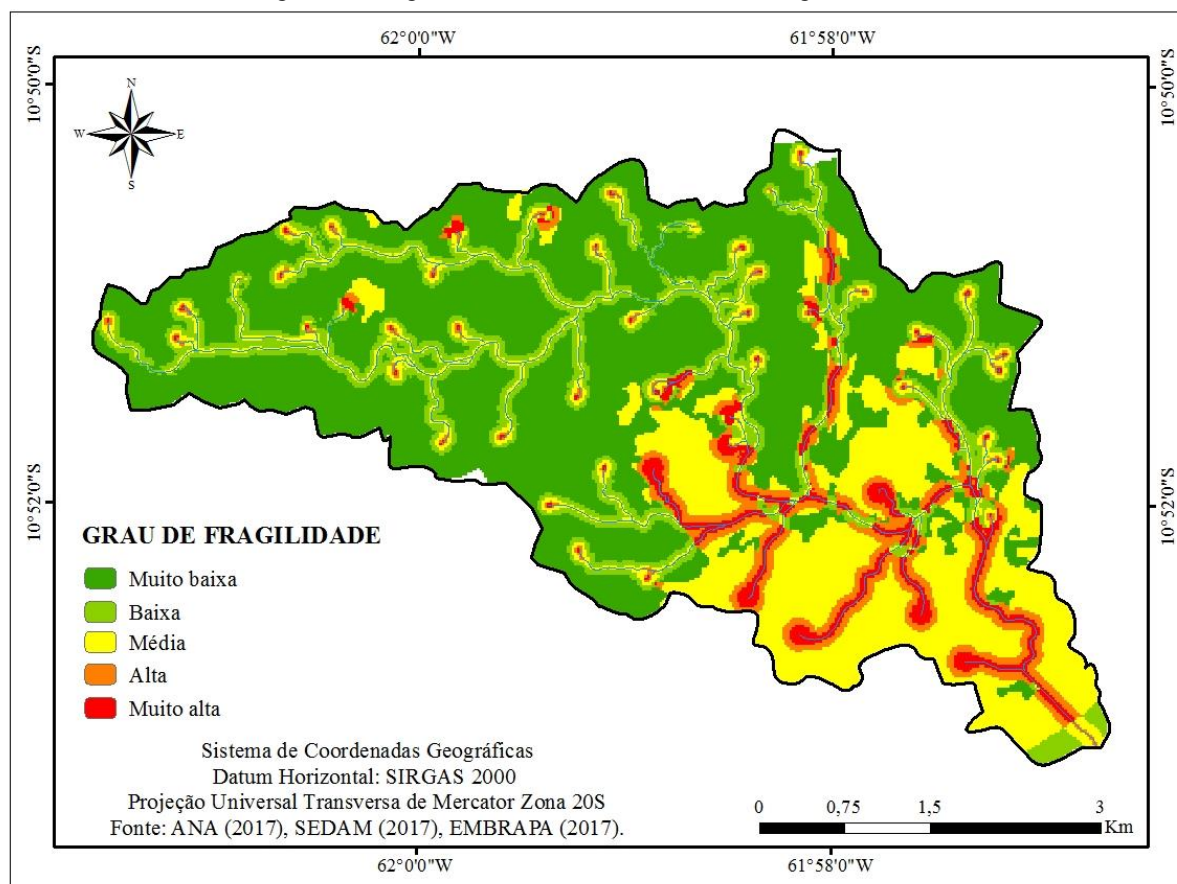 62°0'0"W 61°58'0"W
10°50'0"S 10°50'0"S
N
W E
S
10°52'0"S 10°52'0"S
GRAU DE FRAGILIDADE
Muito baixa
Baixa
Média
Alta
Muito alta
Sistema de Coordenadas Geográficas
Datum Horizontal: SIRGAS 2000
Projeção Universal Transversa de Mercator Zona 20S
Fonte: ANA (2017), SEDAM (2017), EMBRAPA (2017).
0 0,75 1,5 3
Km
62°0'0"W 61°58'0"W